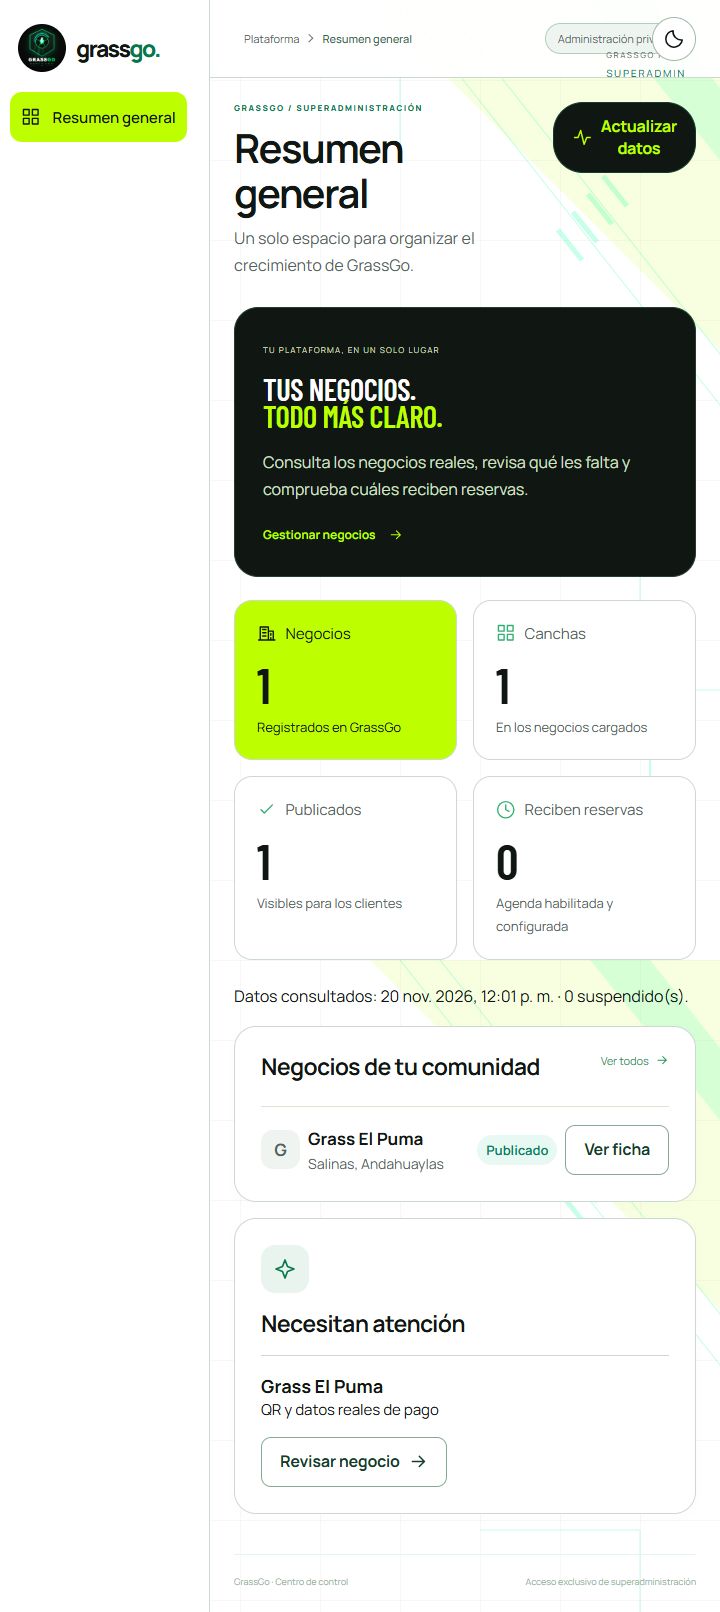 GRASSGO
grassgo.
Resumen general
Plataforma > Resumen general
Administración priv
GRASSGO /
SUPERADMIN
GRASSGO / SUPERADMINISTRACIÓN
Resumen
general
Actualizar
datos
Un solo espacio para organizar el
crecimiento de GrassGo.
TU PLATAFORMA, EN UN SOLO LUGAR
TUS NEGOCIOS.
TODO MÁS CLARO.
Consulta los negocios reales, revisa qué les falta y
comprueba cuáles reciben reservas.
Gestionar negocios →
Negocios
1
Registrados en GrassGo
Canchas
1
En los negocios cargados
Publicados
1
Visibles para los clientes
Reciben reservas
0
Agenda habilitada y
configurada
Datos consultados: 20 nov. 2026, 12:01 p. m. · 0 suspendido(s).
Negocios de tu comunidad
Ver todos →
G
Grass El Puma
Salinas, Andahuaylas
Publicado
Ver ficha
Necesitan atención
Grass El Puma
QR y datos reales de pago
Revisar negocio →
GrassGo · Centro de control
Acceso exclusivo de superadministración